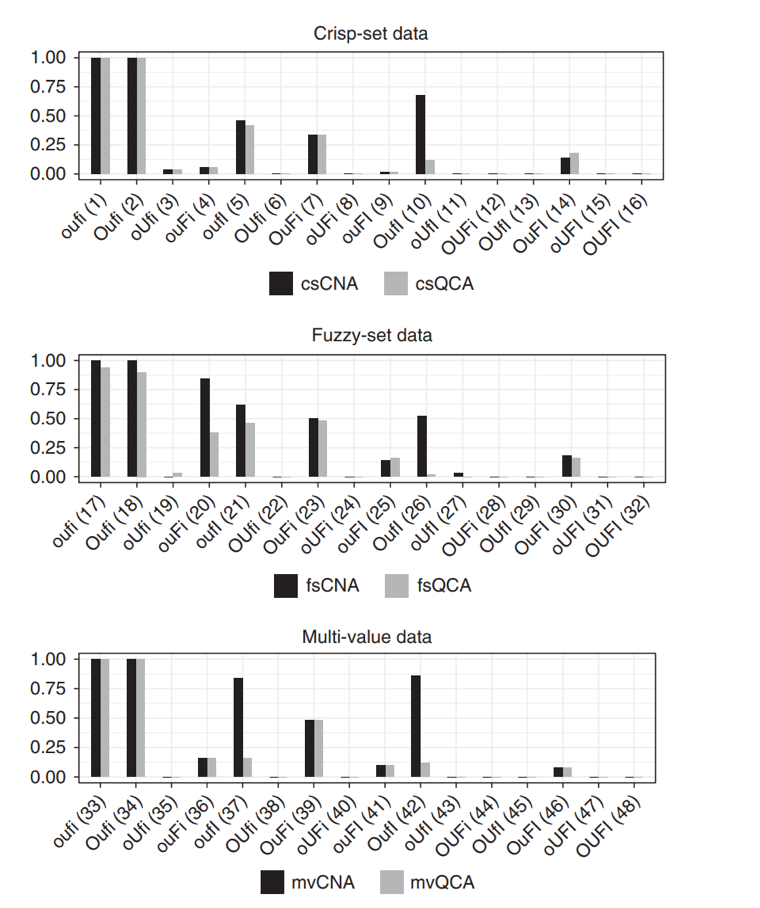 Crisp-set data
1.00
0.75
0.50
0.25
0.00
oufi (1) Oufi (2) oUfi (3) ouFi (4) oufI (5) OUfi (6) OuFi (7) oUFi (8) ouFI (9) OufI (10) oUfI (11) OUFi (12) OUfI (13) OuFI (14) oUFI (15) OUFI (16)
csCNA csQCA
Fuzzy-set data
1.00
0.75
0.50
0.25
0.00
oufi (17) Oufi (18) oUfi (19) ouFi (20) oufI (21) OUfi (22) OuFi (23) oUFi (24) ouFI (25) OufI (26) oUfI (27) OUFi (28) OUfI (29) OuFI (30) oUFI (31) OUFI (32)
fsCNA fsQCA
Multi-value data
1.00
0.75
0.50
0.25
0.00
oufi (33) Oufi (34) oUfi (35) ouFi (36) oufI (37) OUfi (38) OuFi (39) oUFi (40) ouFI (41) OufI (42) oUfI (43) OUFi (44) OUfI (45) OuFI (46) oUFI (47) OUFI (48)
mvCNA mvQCA